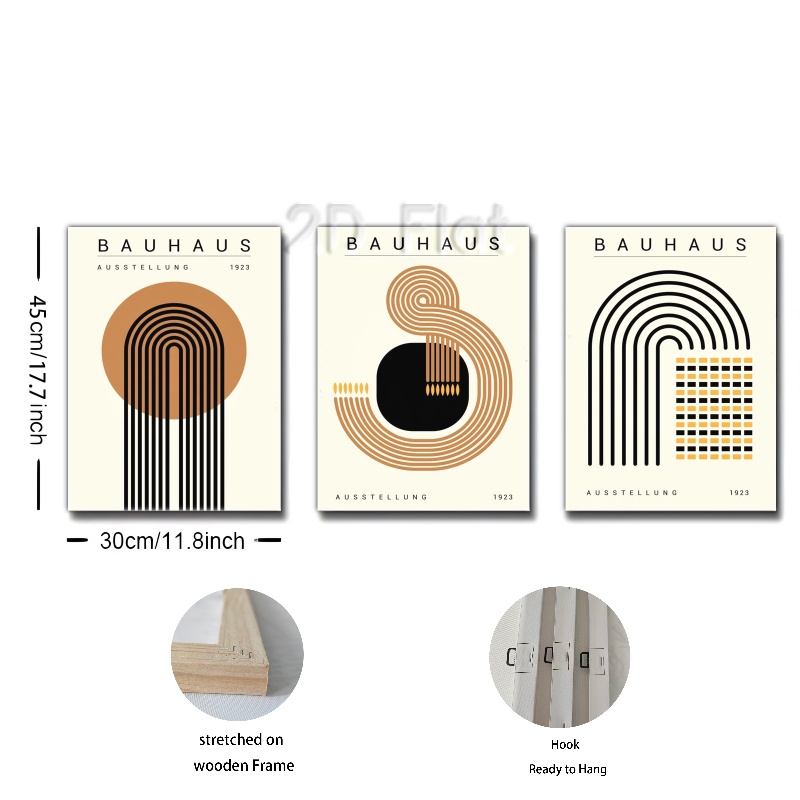 2D Flat
BAUHAUS
AUSSTELLUNG 1923
BAUHAUS
AUSSTELLUNG 1923
BAUHAUS
AUSSTELLUNG 1923
45cm/17.7inch
30cm/11.8inch
stretched on
wooden Frame
Hook
Ready to Hang